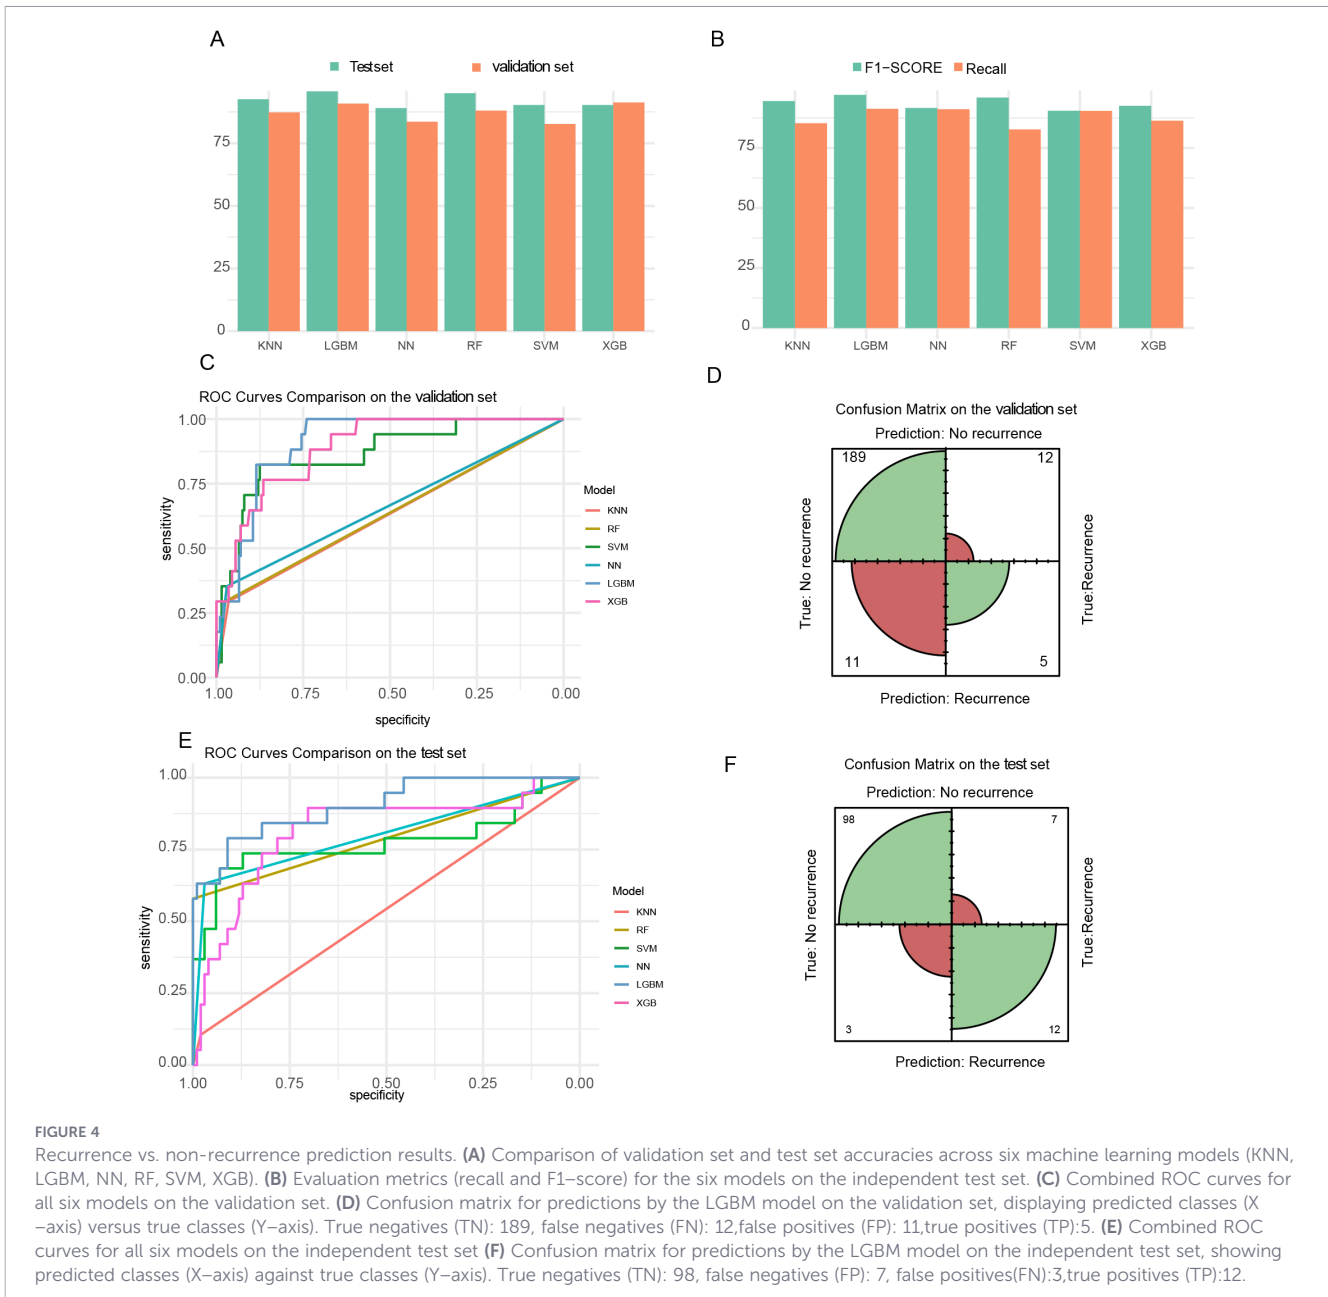 A
Testset
validation set
75
50
25
0
KNN
LGBM
NN
RF
SVM
XGB
B
F1−SCORE
Recall
75
50
25
0
KNN
LGBM
NN
RF
SVM
XGB
C
ROC Curves Comparison on the validation set
1.00
0.75
0.50
0.25
0.00
sensitivity
1.00
0.75
0.50
0.25
0.00
specificity
Model
KNN
RF
SVM
NN
LGBM
XGB
D
Confusion Matrix on the validation set
Prediction: No recurrence
189
12
True: No recurrence
True:Recurrence
11
5
Prediction: Recurrence
E
ROC Curves Comparison on the test set
1.00
0.75
0.50
0.25
0.00
sensitivity
1.00
0.75
0.50
0.25
0.00
specificity
Model
KNN
RF
SVM
NN
LGBM
XGB
F
Confusion Matrix on the test set
Prediction: No recurrence
98
7
True: No recurrence
True:Recurrence
3
12
Prediction: Recurrence
FIGURE 4
Recurrence vs. non-recurrence prediction results. (A) Comparison of validation set and test set accuracies across six machine learning models (KNN,
LGBM, NN, RF, SVM, XGB). (B) Evaluation metrics (recall and F1–score) for the six models on the independent test set. (C) Combined ROC curves for
all six models on the validation set. (D) Confusion matrix for predictions by the LGBM model on the validation set, displaying predicted classes (X
–axis) versus true classes (Y–axis). True negatives (TN): 189, false negatives (FN): 12,false positives (FP): 11,true positives (TP):5. (E) Combined ROC
curves for all six models on the independent test set (F) Confusion matrix for predictions by the LGBM model on the independent test set, showing
predicted classes (X–axis) against true classes (Y–axis). True negatives (TN): 98, false negatives (FP): 7, false positives(FN):3,true positives (TP):12.